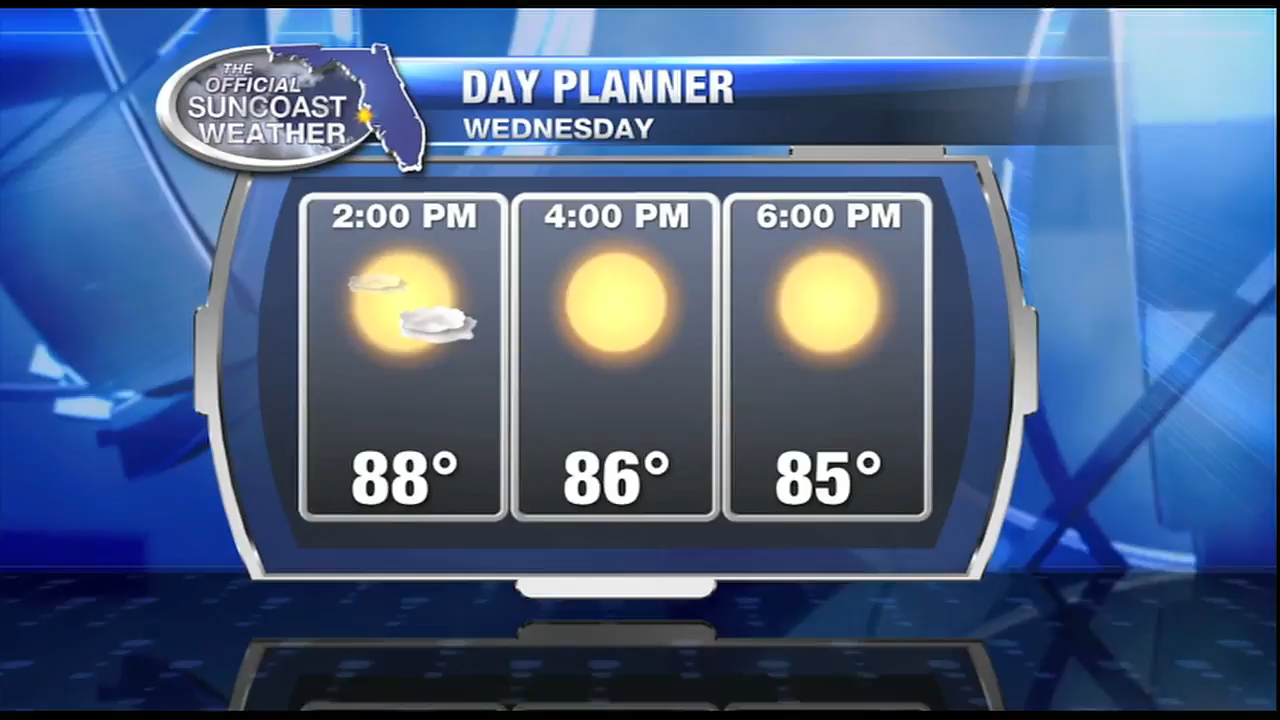 THE
OFFICIAL
SUNCOAST
WEATHER
DAY PLANNER
WEDNESDAY
2:00 PM
4:00 PM
6:00 PM
88°
86°
85°